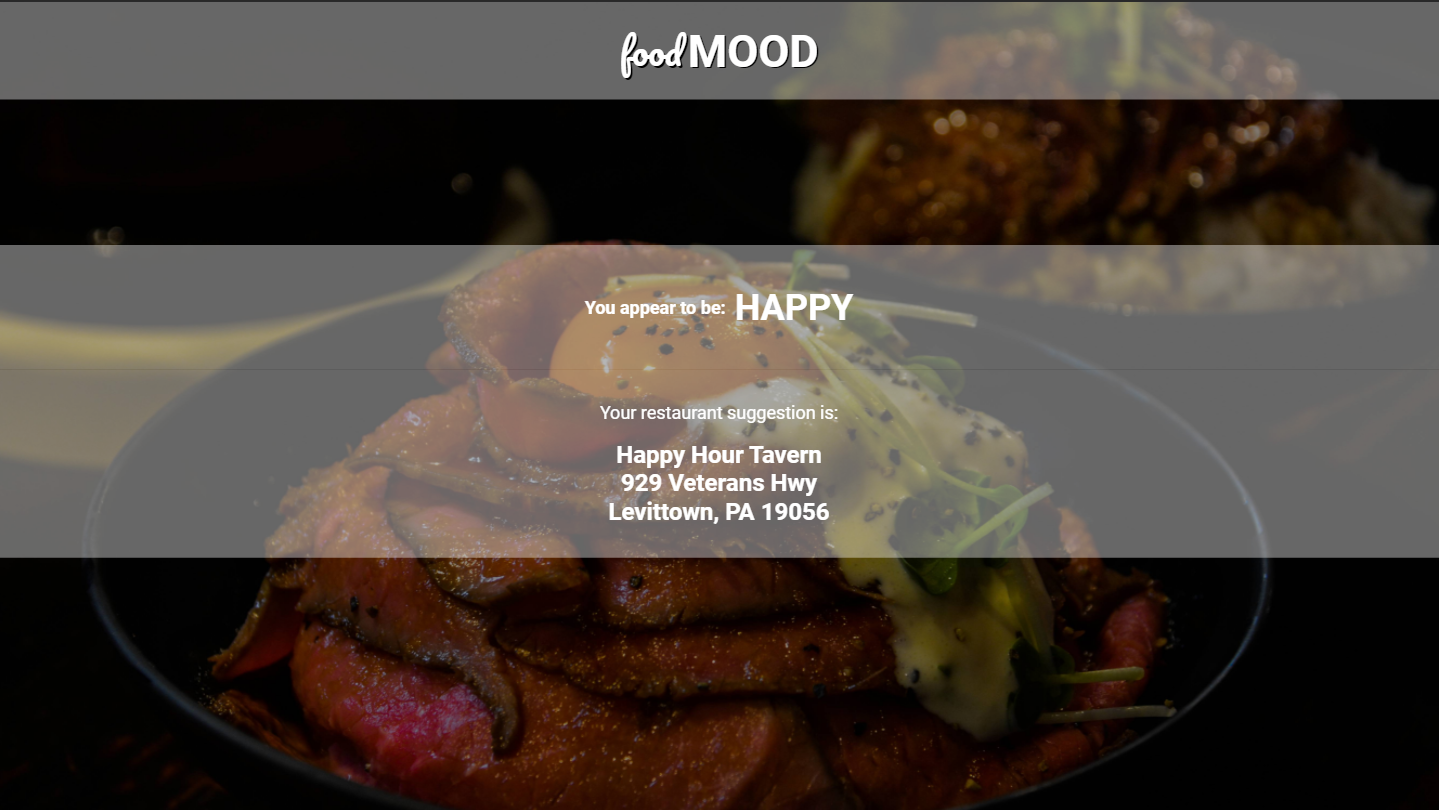 foodMOOD
You appear to be: HAPPY
Your restaurant suggestion is:
Happy Hour Tavern
929 Veterans Hwy
Levittown, PA 19056